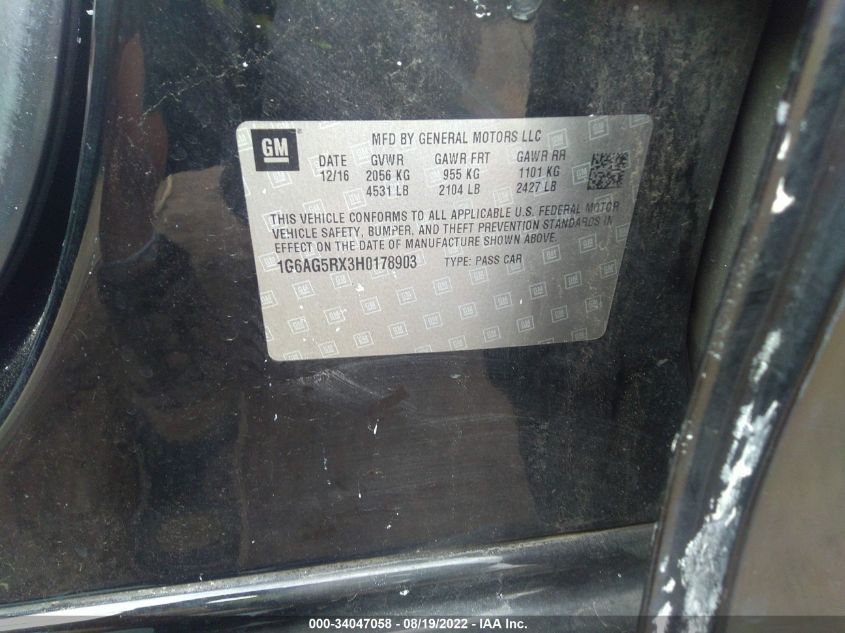 GM
MFD BY GENERAL MOTORS LLC
DATE GVWR GAWR FRT GAWR RR
12/16 2056 KG 955 KG 1101 KG
4531 LB 2104 LB 2427 LB
THIS VEHICLE CONFORMS TO ALL APPLICABLE U.S. FEDERAL MOTOR
VEHICLE SAFETY, BUMPER, AND THEFT PREVENTION STANDARDS IN
EFFECT ON THE DATE OF MANUFACTURE SHOWN ABOVE.
1G6AG5RX3H0178903 TYPE: PASS CAR
000-34047058 - 08/19/2022 - IAA Inc.